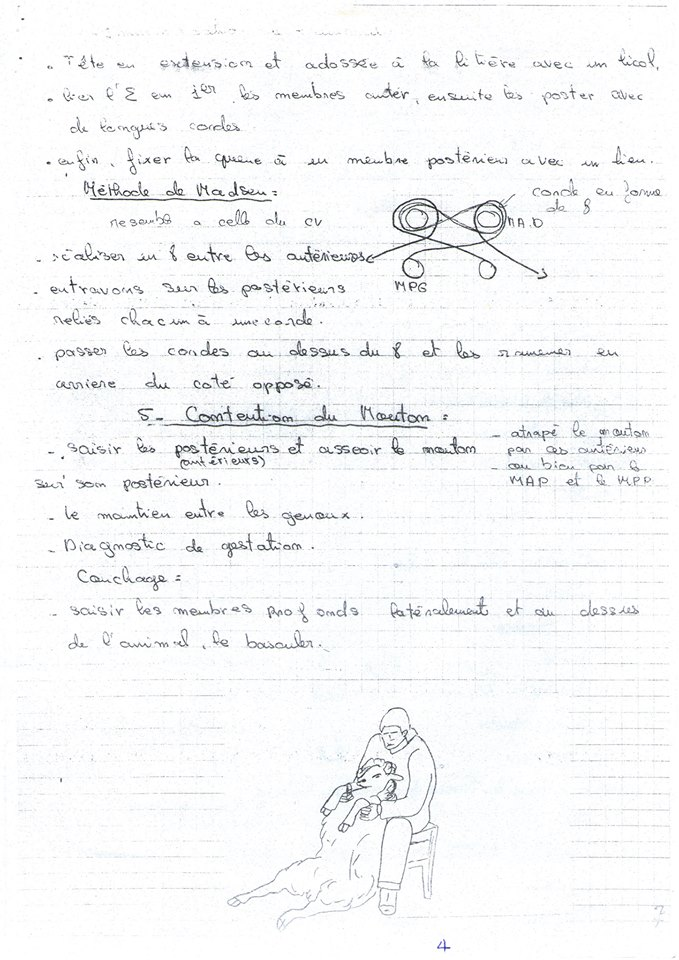 . Tête en extension et adossée à la litière avec un licol.
. lier l'Σ en 1er les membres antér, ensuite les poster avec
de longues cordes.
. enfin, fixer la queue à un membre postérieur avec un lien.
Méthode de Madsen :
resemble a celle du CV
corde en forme
de 8
M A.D
MPG
- réaliser un 8 entre les antérieurs
- entravons sur les postérieurs
reliés chacun à une corde.
. passer les cordes au dessus du 8 et les ramener en
arriere du coté opposé.
5- Contention du Mouton :
- saisir les postérieurs et asseoir le mouton
(antérieurs)
sur son postérieur.
- atrapé le mouton
par ces antérieur
- ou bien par le
MAP et le MPP
- le maintien entre les genoux.
- Diagnostic de gestation.
Couchage :
- saisir les membres profonds latéralement et au dessus
de l'animal, le basculer.
4